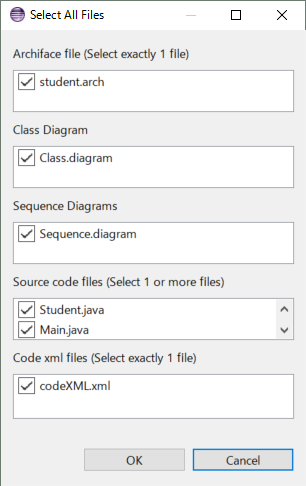 Select All Files
Archiface file (Select exactly 1 file)
student.arch
Class Diagram
Class.diagram
Sequence Diagrams
Sequence.diagram
Source code files (Select 1 or more files)
Student.java
Main.java
Code xml files (Select exactly 1 file)
codeXML.xml
OK Cancel